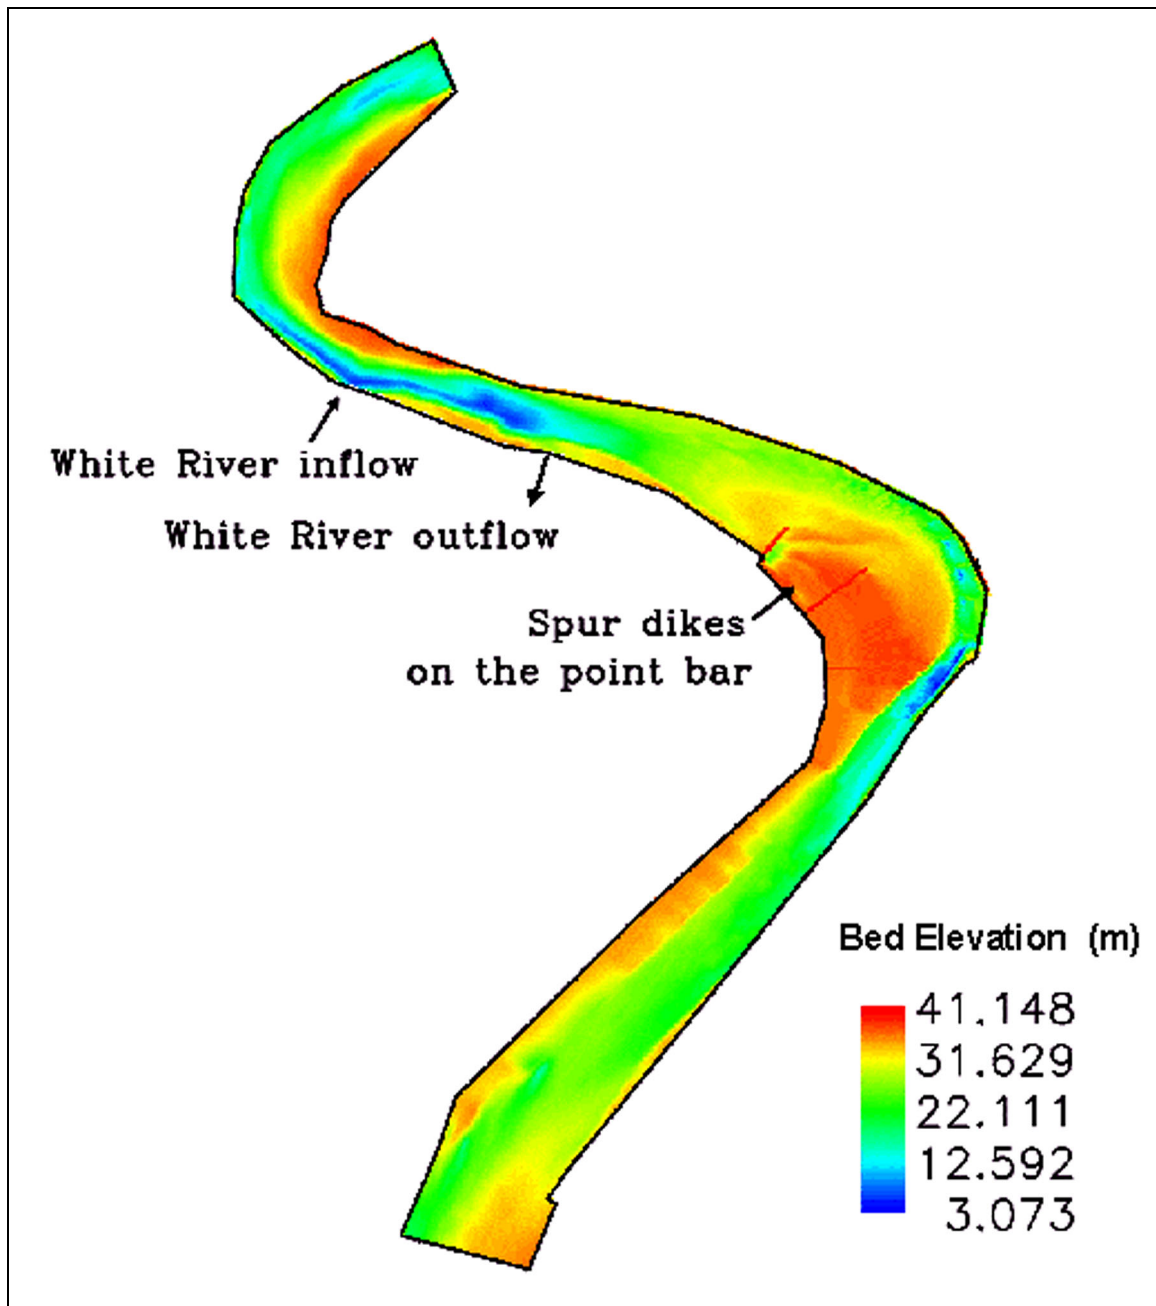 White River inflow
White River outflow
Spur dikes
on the point bar
Bed Elevation (m)
41.148
31.629
22.111
12.592
3.073